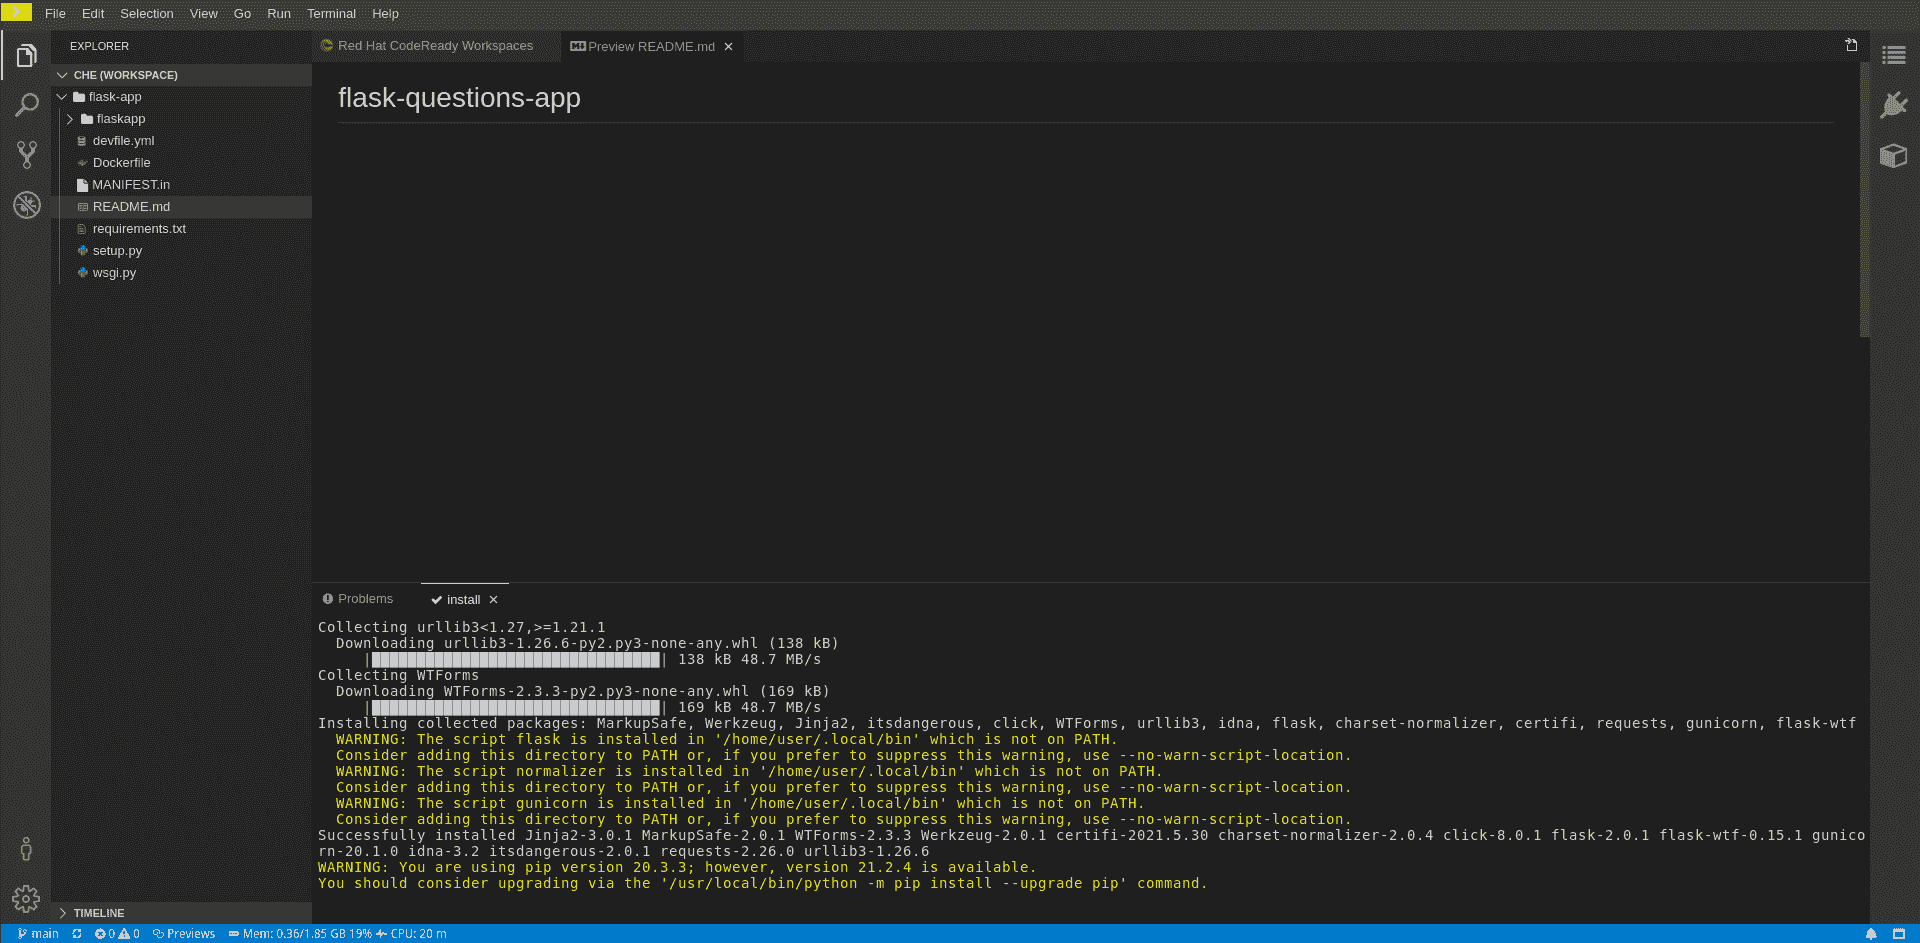 File Edit Selection View Go Run Terminal Help
EXPLORER
CHE (WORKSPACE)
flask-app
flaskapp
devfile.yml
Dockerfile
MANIFEST.in
README.md
requirements.txt
setup.py
wsgi.py
TIMELINE
Red Hat CodeReady Workspaces
Preview README.md
flask-questions-app
Problems
install
Collecting urllib3<1.27,>=1.21.1
Downloading urllib3-1.26.6-py2.py3-none-any.whl (138 kB)
| | 138 kB 48.7 MB/s
Collecting WTForms
Downloading WTForms-2.3.3-py2.py3-none-any.whl (169 kB)
| | 169 kB 48.7 MB/s
Installing collected packages: MarkupSafe, Werkzeug, Jinja2, itsdangerous, click, WTForms, urllib3, idna, flask, charset-normalizer, certifi, requests, gunicorn, flask-wtf
WARNING: The script flask is installed in '/home/user/.local/bin' which is not on PATH.
Consider adding this directory to PATH or, if you prefer to suppress this warning, use --no-warn-script-location.
WARNING: The script normalizer is installed in '/home/user/.local/bin' which is not on PATH.
Consider adding this directory to PATH or, if you prefer to suppress this warning, use --no-warn-script-location.
WARNING: The script gunicorn is installed in '/home/user/.local/bin' which is not on PATH.
Consider adding this directory to PATH or, if you prefer to suppress this warning, use --no-warn-script-location.
Successfully installed Jinja2-3.0.1 MarkupSafe-2.0.1 WTForms-2.3.3 Werkzeug-2.0.1 certifi-2021.5.30 charset-normalizer-2.0.4 click-8.0.1 flask-2.0.1 flask-wtf-0.15.1 gunico
rn-20.1.0 idna-3.2 itsdangerous-2.0.1 requests-2.26.0 urllib3-1.26.6
WARNING: You are using pip version 20.3.3; however, version 21.2.4 is available.
You should consider upgrading via the '/usr/local/bin/python -m pip install --upgrade pip' command.
main 0 0 Previews Mem: 0.36/1.85 GB 19% CPU: 20 m